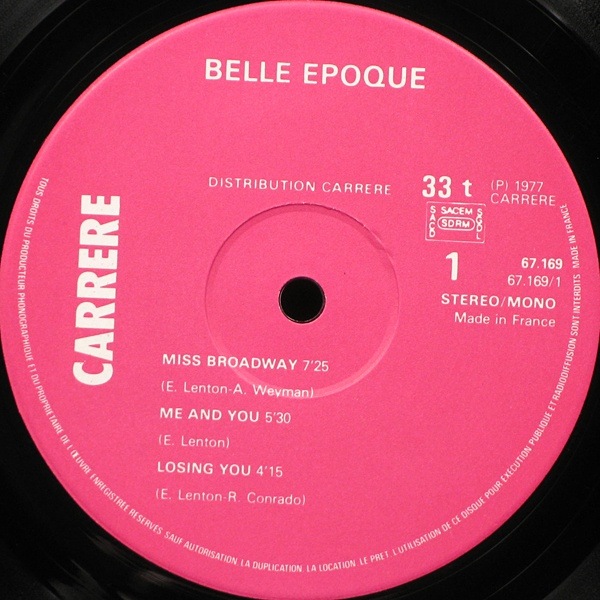 BELLE EPOQUE
DISTRIBUTION CARRERE
33 t
(P) 1977
CARRERE
SACEM
SACD
SDRM
SGDL
CARRERE
1
67.169
67.169/1
STEREO/MONO
Made in France
MISS BROADWAY 7'25
(E. Lenton-A. Weyman)
ME AND YOU 5'30
(E. Lenton)
LOSING YOU 4'15
(E. Lenton-R. Conrado)
TOUS DROITS DU PRODUCTEUR PHONOGRAPHIQUE ET DU PROPRIETAIRE DE L'ŒUVRE ENREGISTREE RESERVES SAUF AUTORISATION. LA DUPLICATION, LA LOCATION, LE PRET, L'UTILISATION DE CE DISQUE POUR EXECUTION PUBLIQUE ET RADIODIFFUSION SONT INTERDITS MADE IN FRANCE